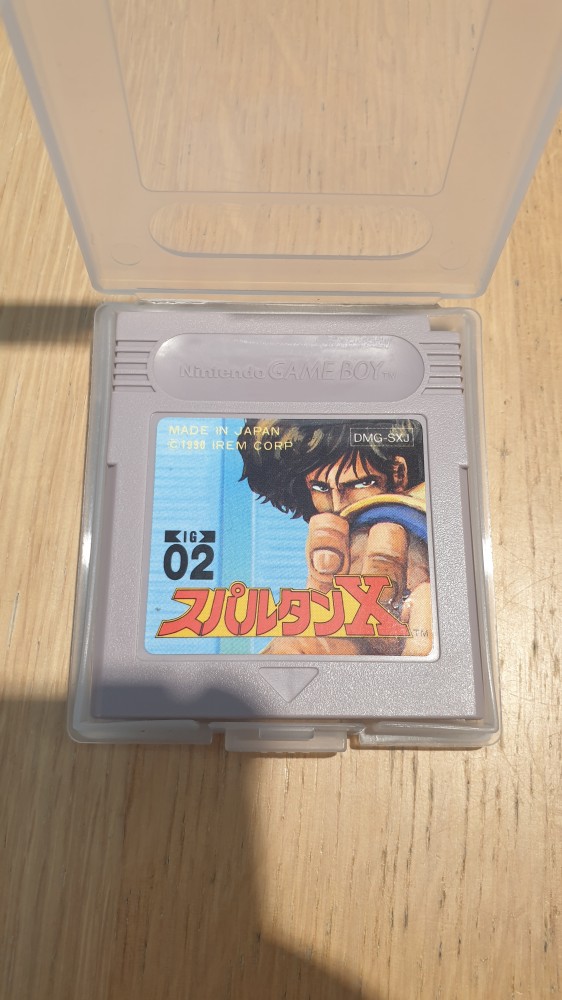 Nintendo GAME BOY TM
MADE IN JAPAN
©1990 IREM CORP
DMG-SXJ
IG
02
スパルタンX TM